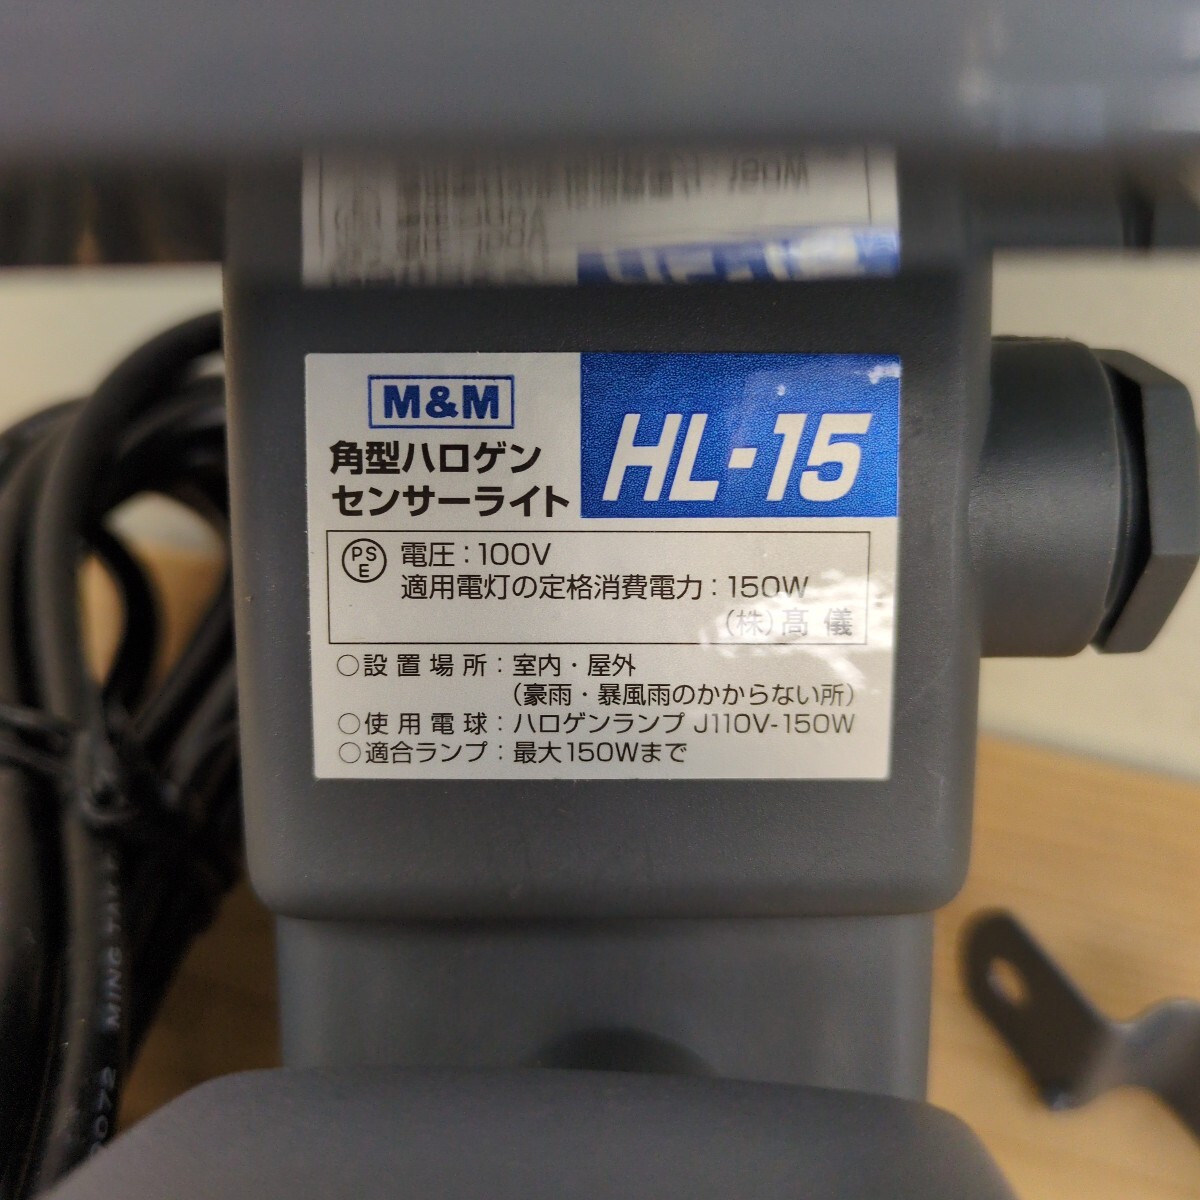 M&M
角型ハロゲン
センサーライト
HL-15
PSE
電圧：100V
適用電灯の定格消費電力：150W
(株)髙儀
○設置場所：室内・屋外
（豪雨・暴風雨のかからない所）
○使用電球：ハロゲンランプ J110V-150W
○適合ランプ：最大150Wまで
MING TAI